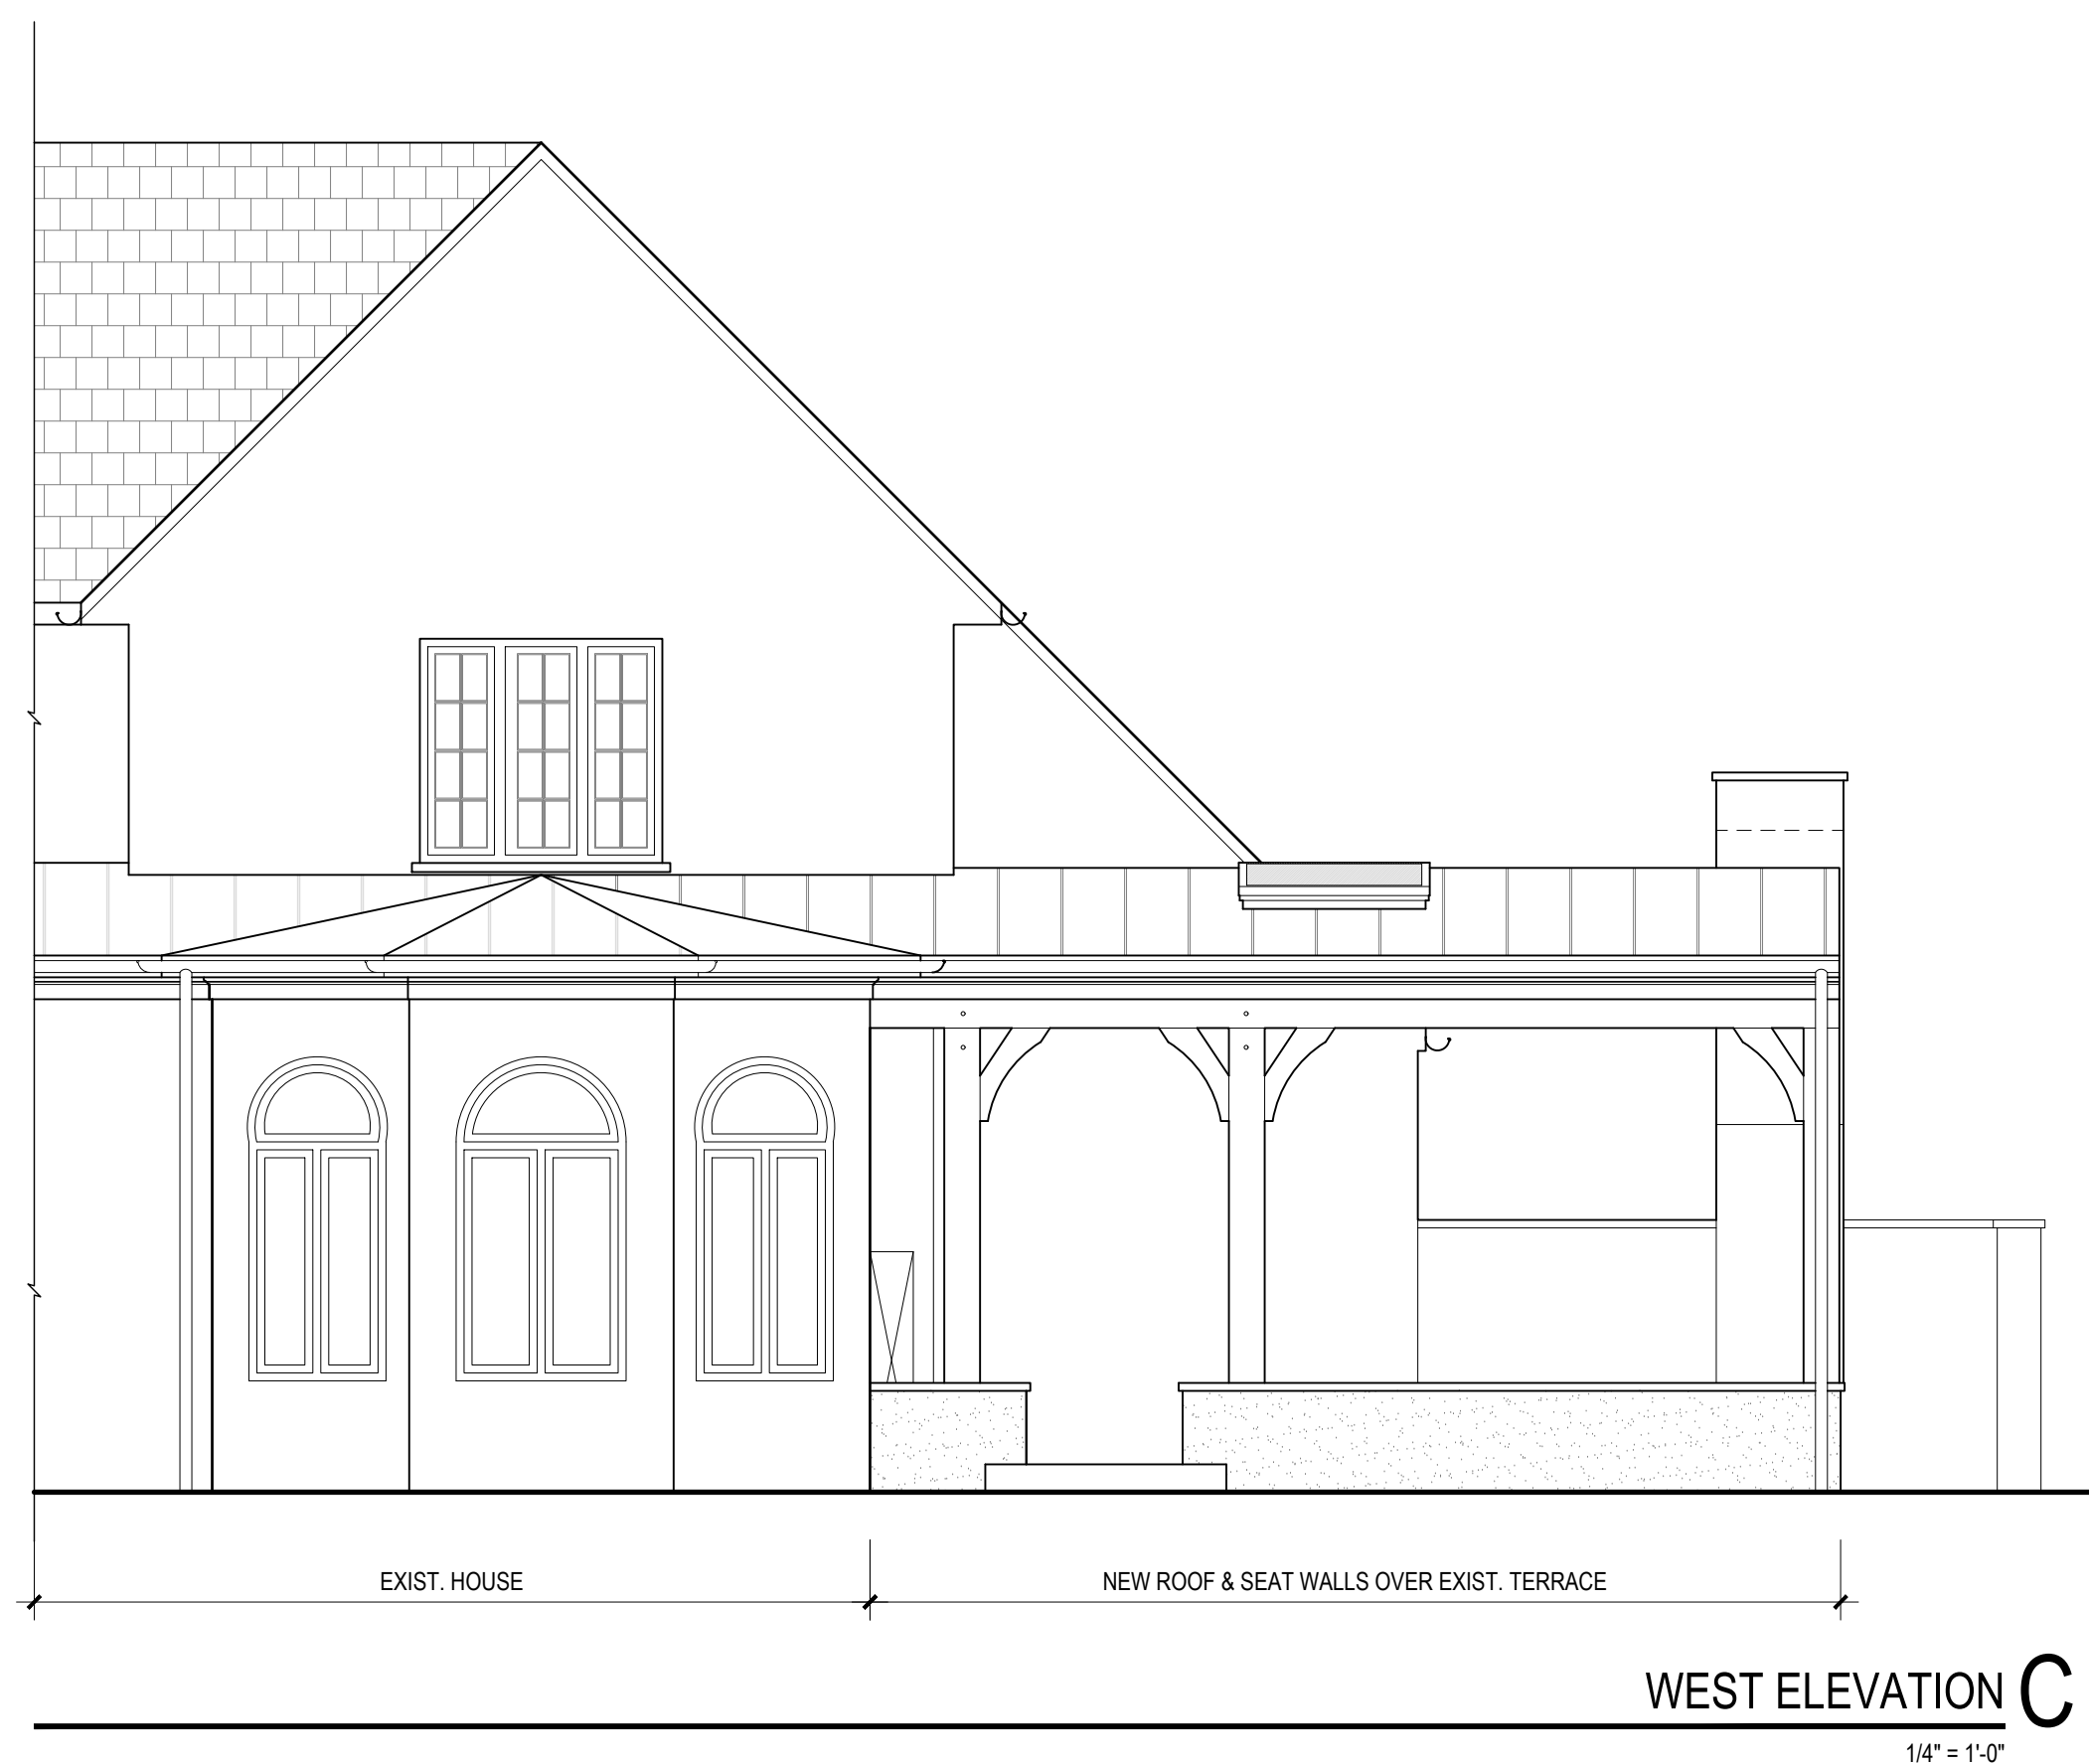 EXIST. HOUSE
NEW ROOF & SEAT WALLS OVER EXIST. TERRACE
WEST ELEVATION C
1/4" = 1'-0"